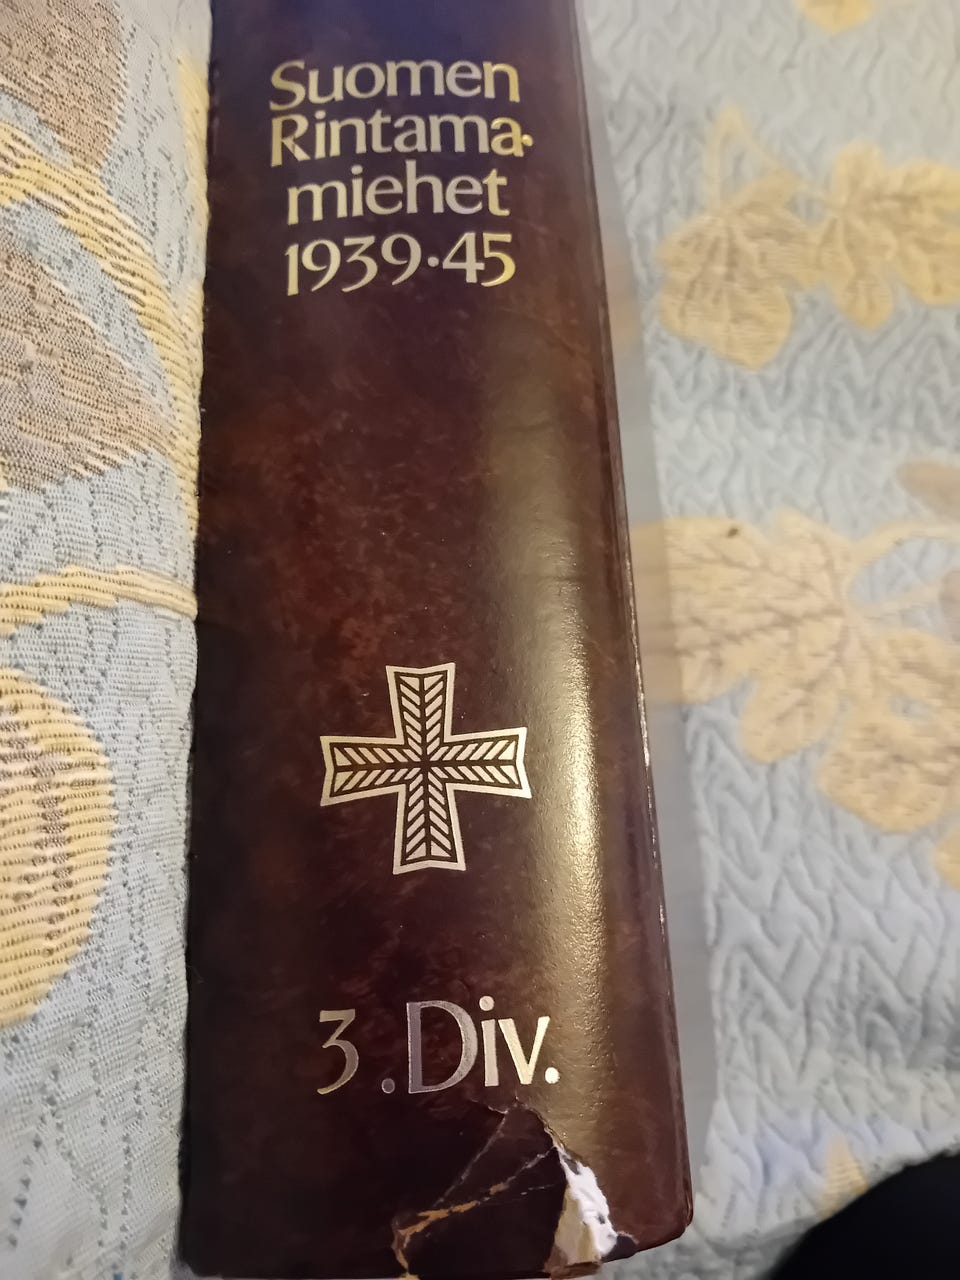 Suomen
Rintama-
miehet
1939·45
3.Div.